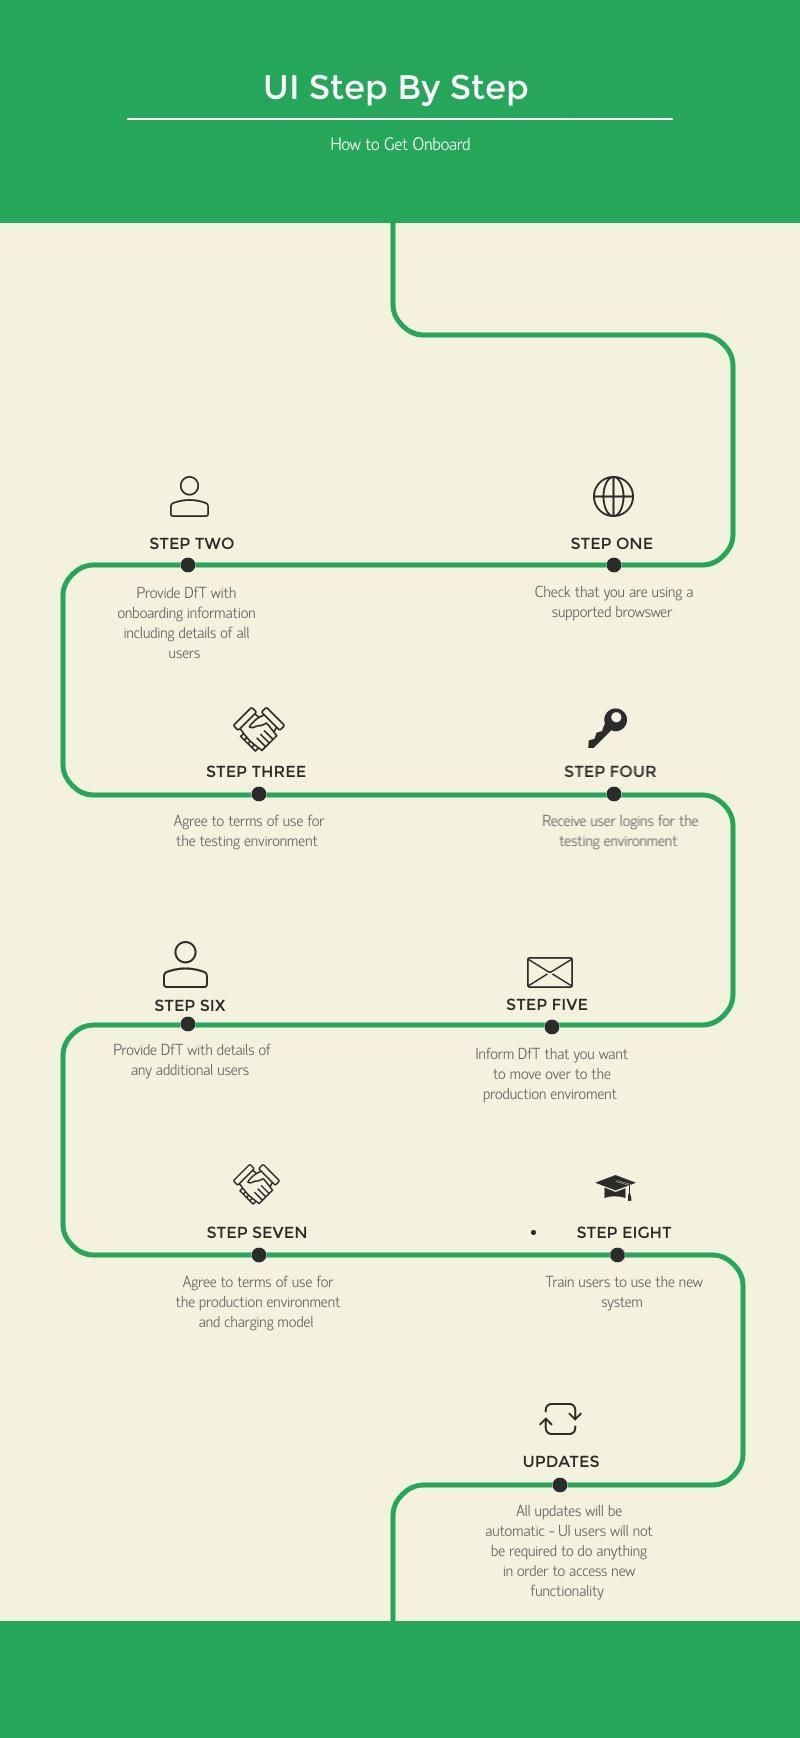 UI Step By Step
How to Get Onboard
STEP ONE
Check that you are using a
supported browswer
STEP TWO
Provide DfT with
onboarding information
including details of all
users
STEP THREE
Agree to terms of use for
the testing environment
STEP FOUR
Receive user logins for the
testing environment
STEP FIVE
Inform DfT that you want
to move over to the
production enviroment
STEP SIX
Provide DfT with details of
any additional users
STEP SEVEN
Agree to terms of use for
the production environment
and charging model
• STEP EIGHT
Train users to use the new
system
UPDATES
All updates will be
automatic - UI users will not
be required to do anything
in order to access new
functionality